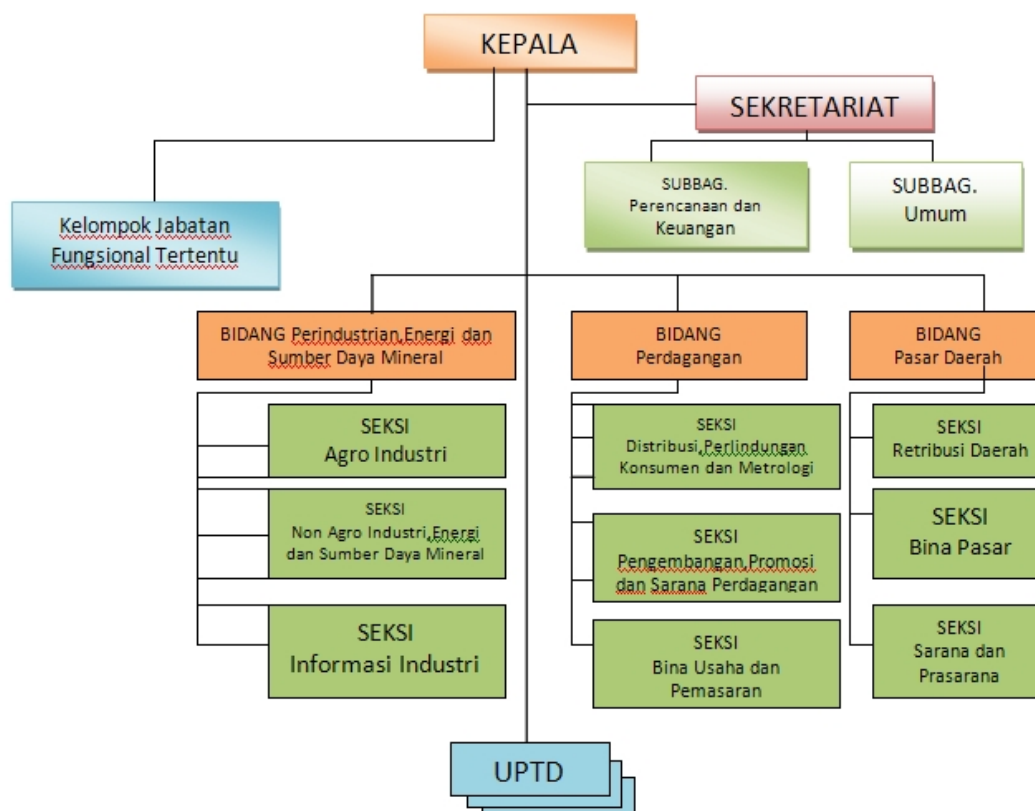 KEPALA
SEKRETARIAT
SUBBAG.
Perencanaan dan
Keuangan
SUBBAG.
Umum
Kelompok Jabatan
Fungsional Tertentu
BIDANG Perindustrian,Energi dan
Sumber Daya Mineral
BIDANG
Perdagangan
BIDANG
Pasar Daerah
SEKSI
Agro Industri
SEKSI
Non Agro Industri,Energi
dan Sumber Daya Mineral
SEKSI
Informasi Industri
SEKSI
Distribusi,Perlindungan
Konsumen dan Metrologi
SEKSI
Pengembangan,Promosi
dan Sarana Perdagangan
SEKSI
Bina Usaha dan
Pemasaran
SEKSI
Retribusi Daerah
SEKSI
Bina Pasar
SEKSI
Sarana dan
Prasarana
UPTD